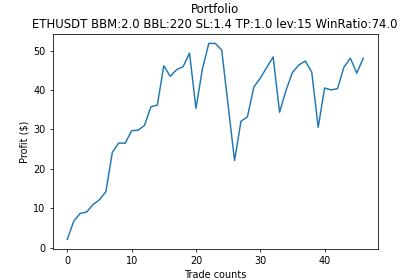 Portfolio
ETHUSDT BBM:2.0 BBL:220 SL:1.4 TP:1.0 lev:15 WinRatio:74.0
50
40
30
20
10
0
Profit ($)
0
10
20
30
40
Trade counts